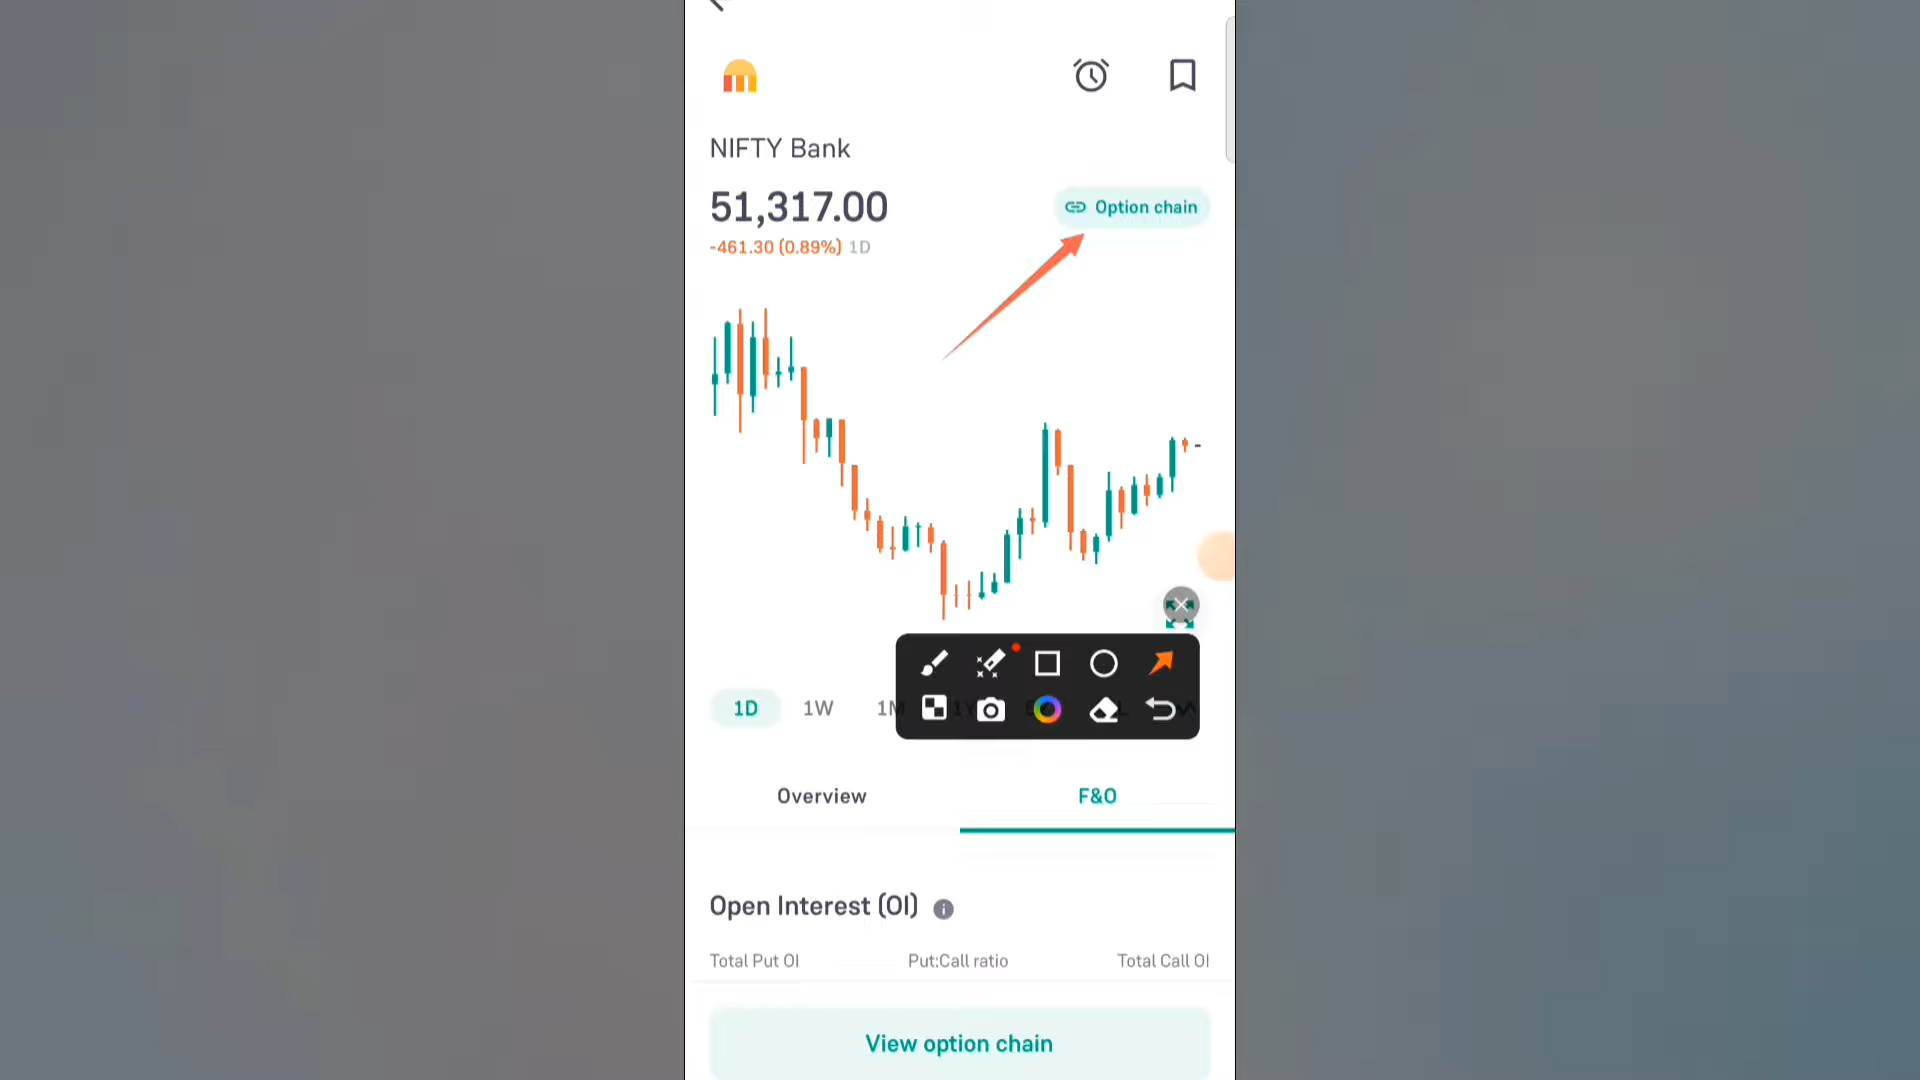 NIFTY Bank
51,317.00
Option chain
-461.30 (0.89%) 1D
1D 1W 1M
Overview F&O
Open Interest (OI)
Total Put OI Put:Call ratio Total Call OI
View option chain